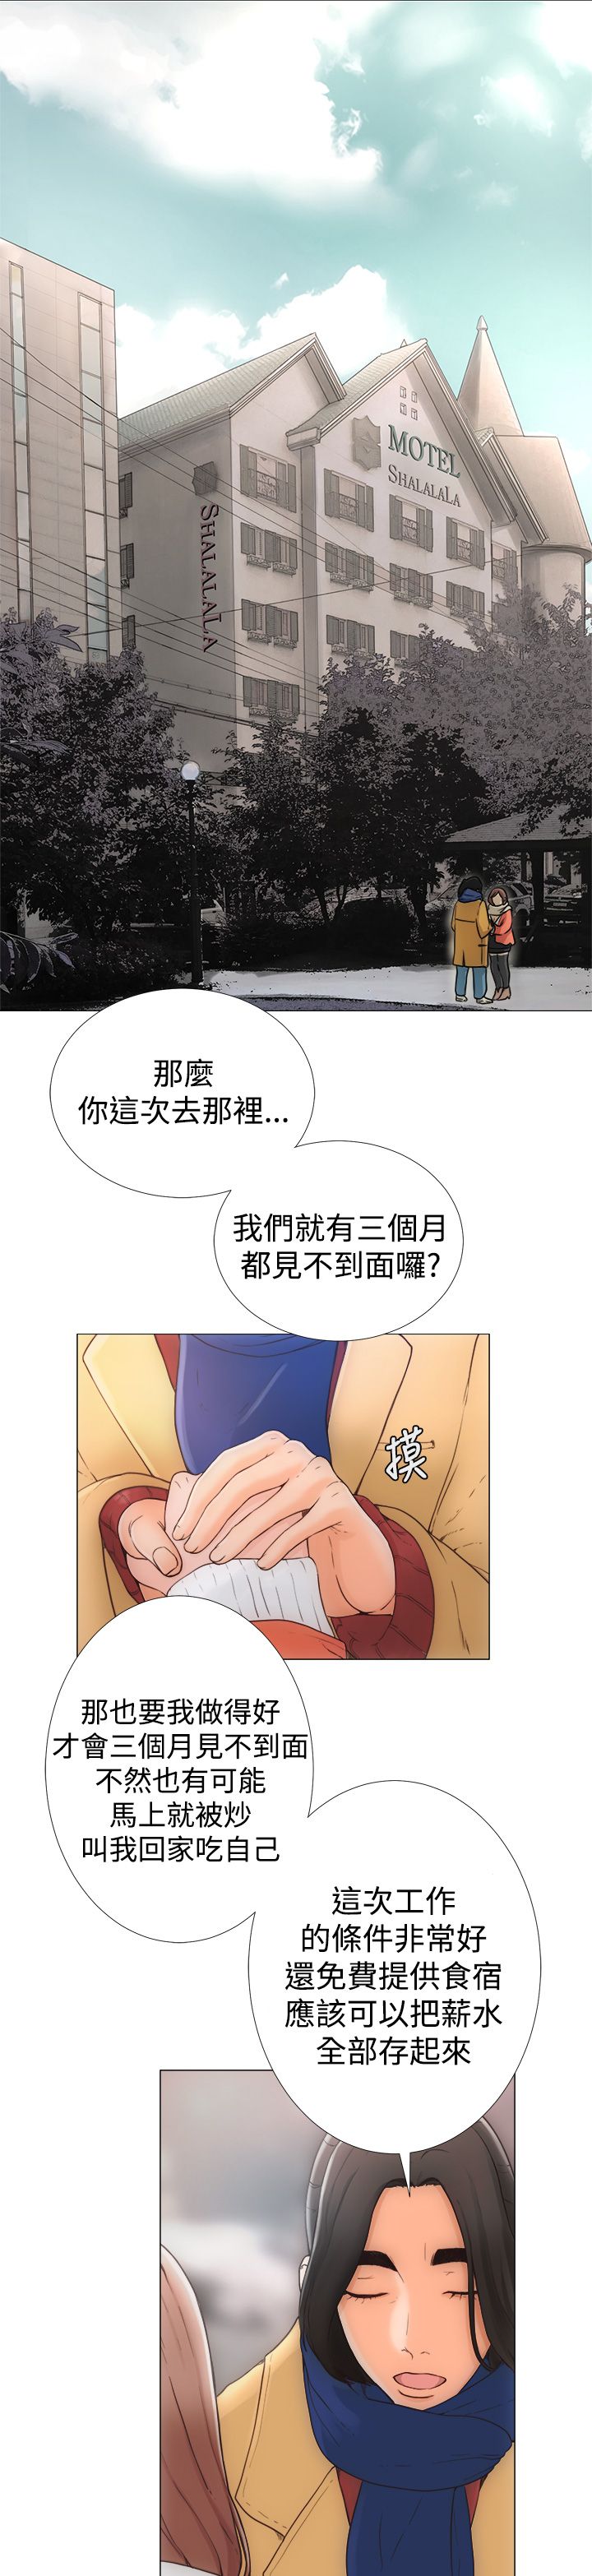 MOTEL
SHALALALA
SHALALALA
那麼
你這次去那裡...
我們就有三個月
都見不到面囉?
摸
那也要我做得好
才會三個月見不到面
不然也有可能
馬上就被炒
叫我回家吃自己
這次工作
的條件非常好
還免費提供食宿
應該可以把薪水
全部存起來